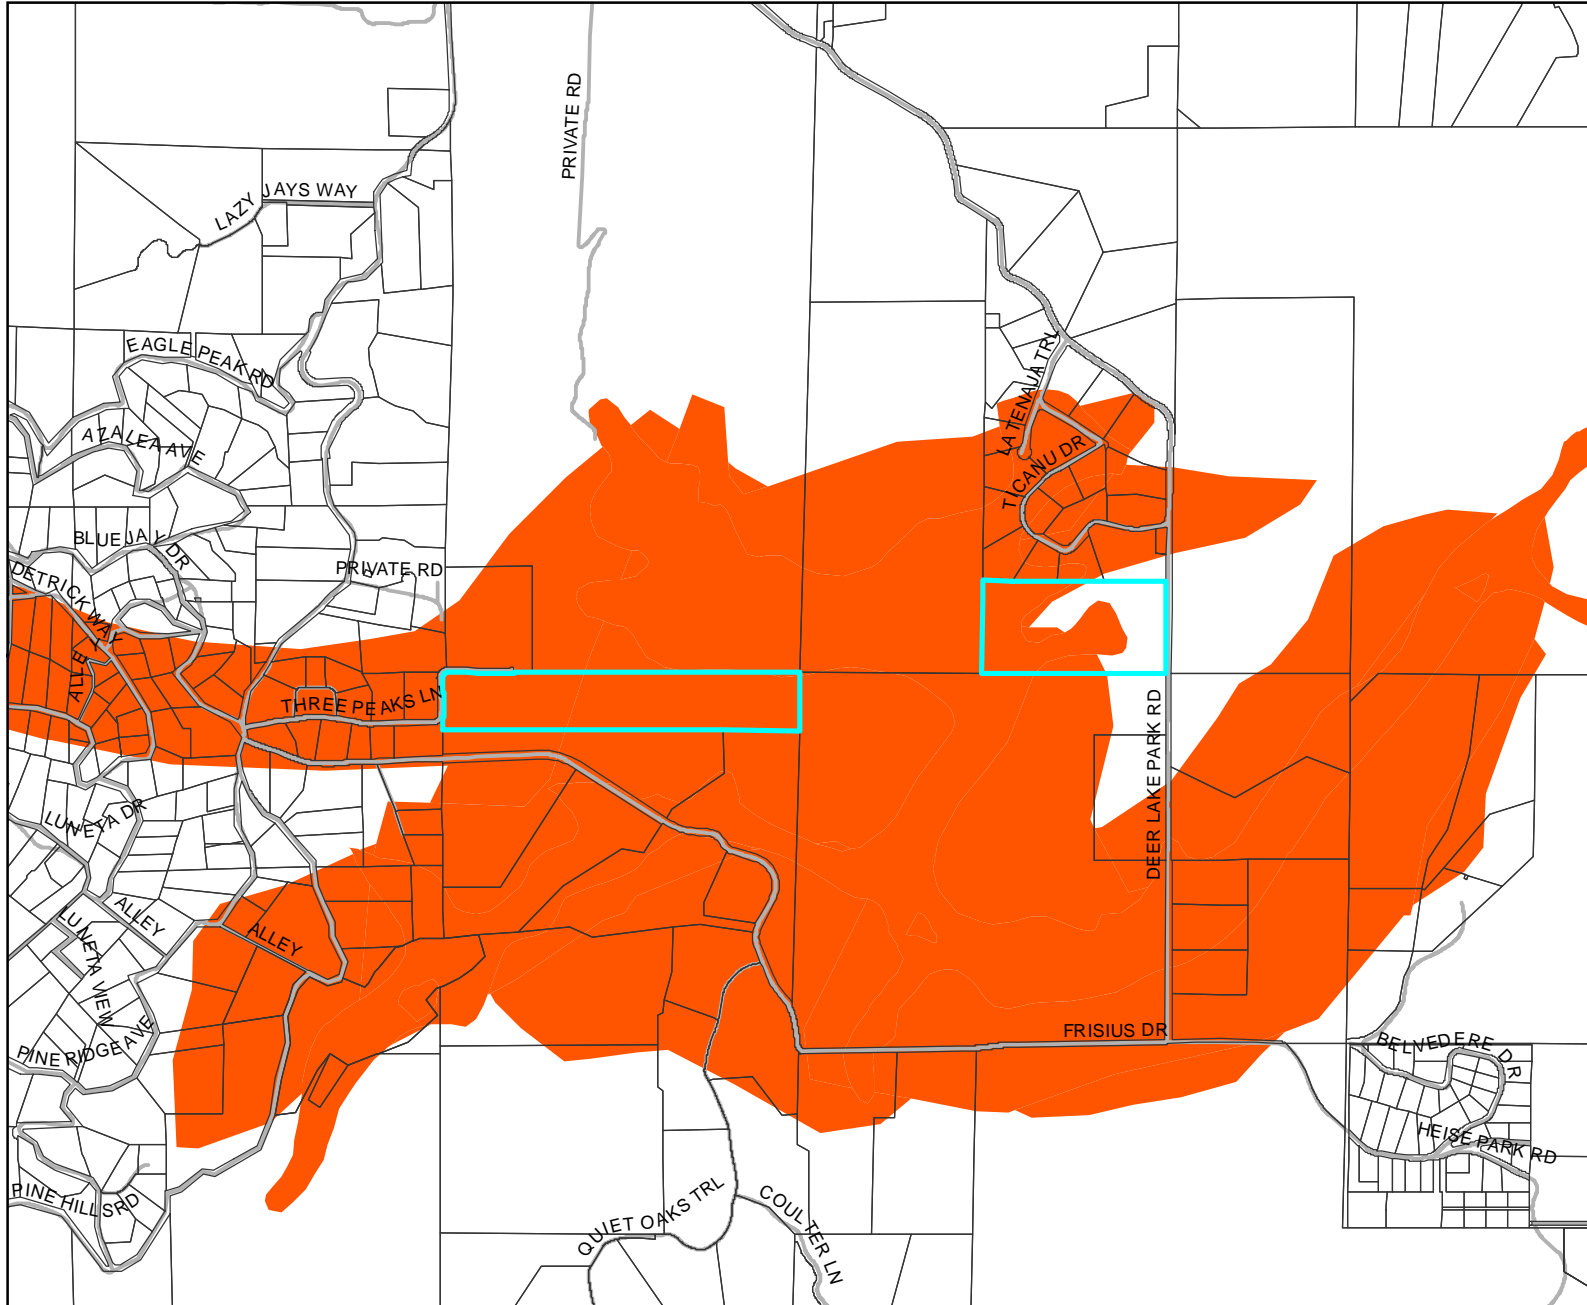 PRIVATE RD
LAZY JAYS WAY
EAGLE PEAK RD
LATENAJA TRL
AZALEA AVE
TICANU DR
BLUE JAY DR
PRIVATE RD
DETRICK WAY
ALLEY
THREE PEAKS LN
DEER LAKE PARK RD
LUNETA DR
ALLEY
LUNETA VIEW
ALLEY
FRISIUS DR
PINE RIDGE AVE
BELVEDERE DR
HEISE PARK RD
PINE HILLS RD
QUIET OAKS TRL
COULTER LN